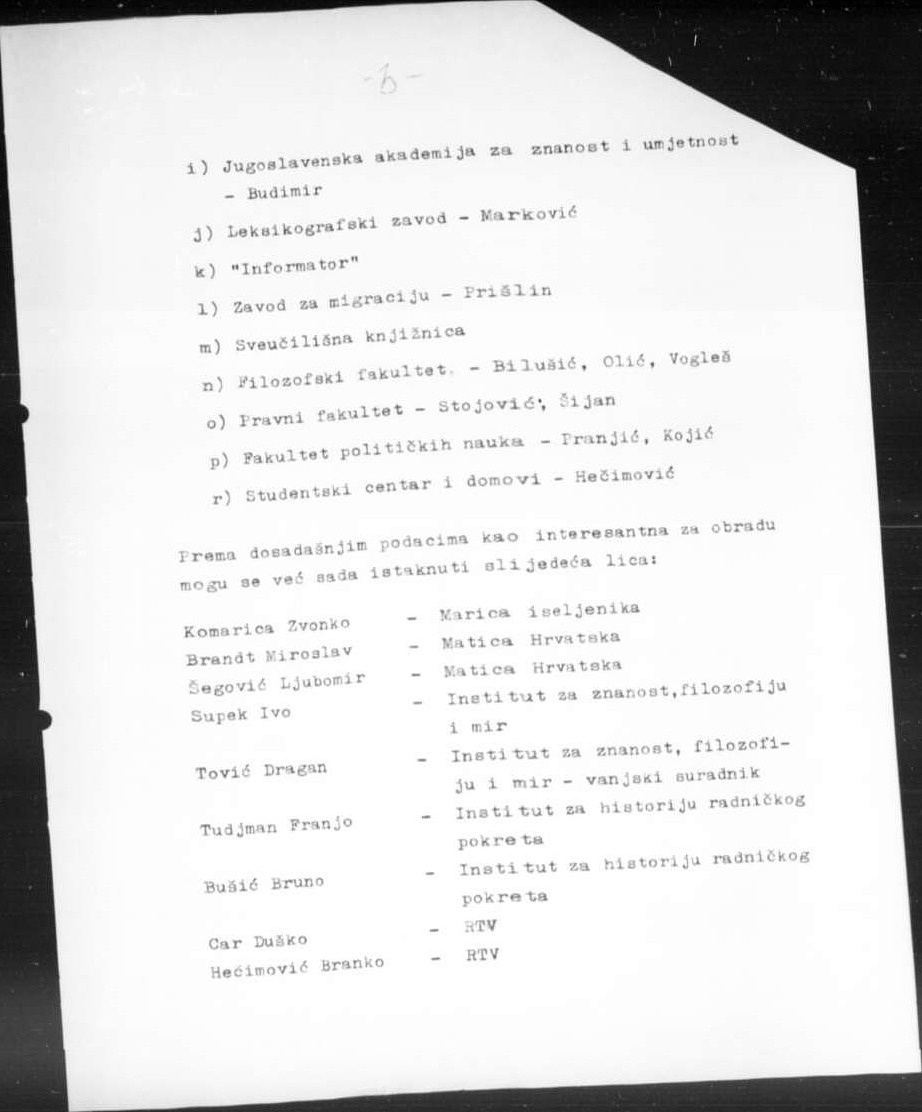 i) Jugoslavenska akademija za znanost i umjetnost
- Budimir
j) Leksikografski zavod - Marković
k) "Informator"
l) Zavod za migraciju - Prišlin
m) Sveučilišna knjižnica
n) Filozofski fakultet. - Bilušić, Olić, Vogleš
o) Pravni fakultet - Stojović, Šijan
p) Fakultet političkih nauka - Pranjić, Kojić
r) Studentski centar i domovi - Hečimović
Prema dosadašnjim podacima kao interesantna za obradu
mogu se već sada istaknuti slijedeća lica:
Komarica Zvonko - Marica iseljenika
Brandt Miroslav - Matica Hrvatska
Šegović Ljubomir - Matica Hrvatska
Supek Ivo - Institut za znanost,filozofiju
i mir
Tović Dragan - Institut za znanost, filozofi-
ju i mir - vanjski suradnik
Tudjman Franjo - Institut za historiju radničkog
pokreta
Bušić Bruno - Institut za historiju radničkog
pokreta
Car Duško - RTV
Hećimović Branko - RTV